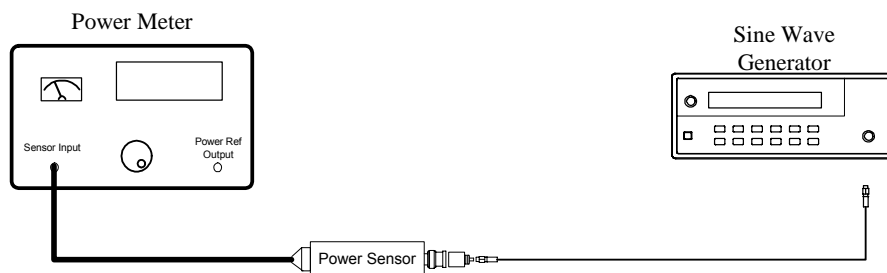 Power Meter
Sine Wave
Generator
Sensor Input
Power Ref
Output
Power Sensor